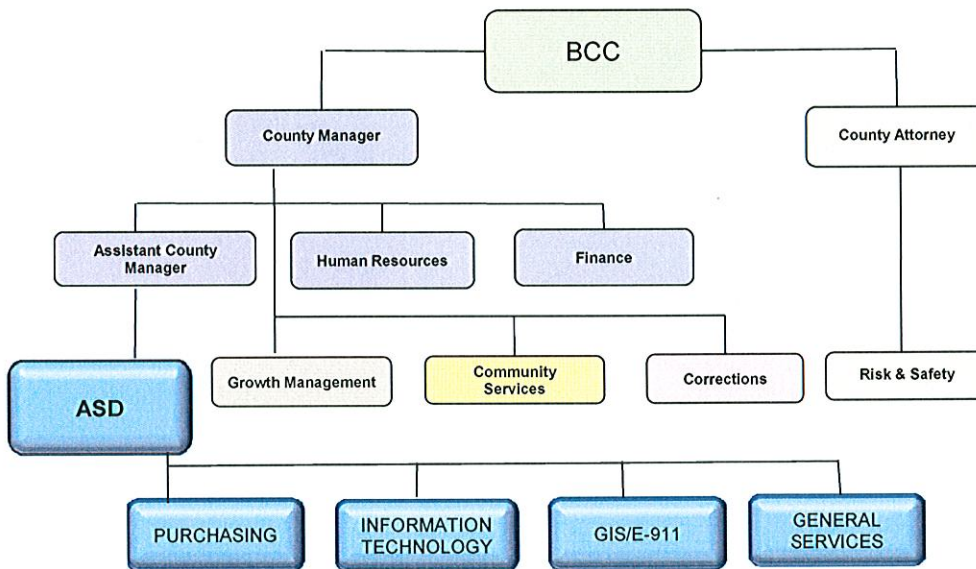 BCC
County Manager
County Attorney
Assistant County
Manager
Human Resources
Finance
Growth Management
Community
Services
Corrections
Risk & Safety
ASD
PURCHASING
INFORMATION
TECHNOLOGY
GIS/E-911
GENERAL
SERVICES